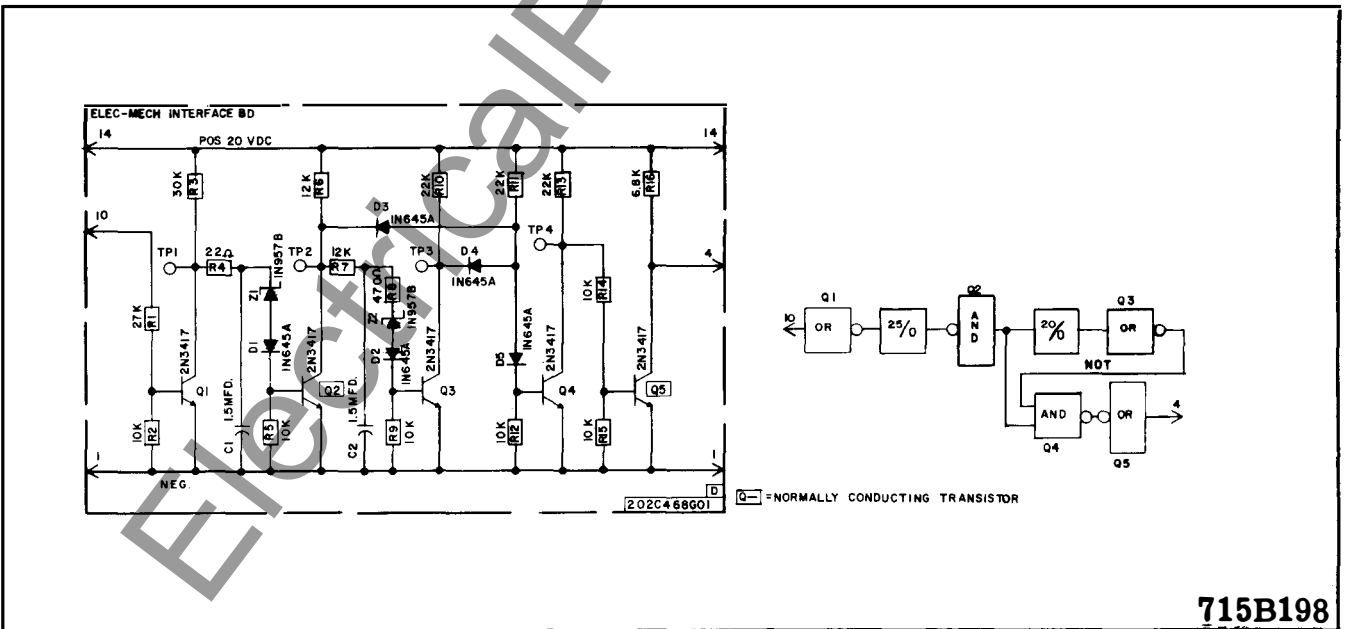 ElectricalP
ELEC-MECH INTERFACE BD
14
POS 20 VDC
14
30K
R3
12K
R6
22K
R10
22K
R11
22K
R13
6.8K
R16
10
D3
IN645A
TP1
22Ω
R4
IN957B
Z1
TP2
12K
R7
470Ω
R8
TP3
D4
IN645A
TP4
4
27K
R1
D1
IN645A
Z2
IN957B
D2
IN645A
D5
IN645A
10K
R14
2N3417
Q1
2N3417
Q2
2N3417
Q3
2N3417
Q4
2N3417
Q5
10K
R2
1.5MFD.
C1
R5
10K
1.5MFD.
C2
R9
10K
10K
R12
10K
R15
1
NEG.
1
D
202C468G01
Q- =NORMALLY CONDUCTING TRANSISTOR
10
Q1
OR
25/0
Q2
AND
20/0
Q3
OR
NOT
AND
Q4
OR
Q5
4
715B198